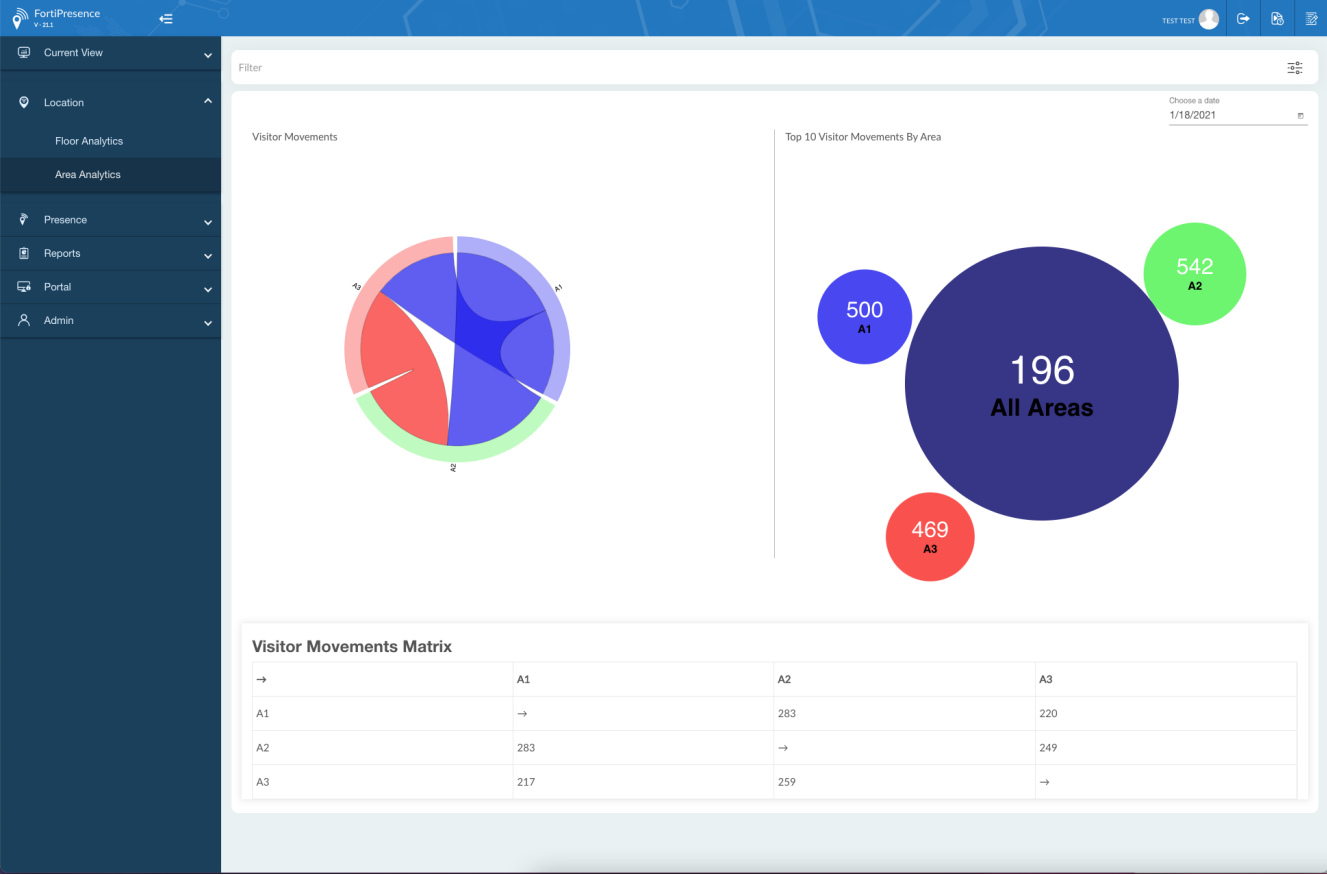 FortiPresence
V - 21.1
TEST TEST
Current View
Location
Floor Analytics
Area Analytics
Presence
Reports
Portal
Admin
Filter
Choose a date
1/18/2021
Visitor Movements
A3
A1
A2
Top 10 Visitor Movements By Area
542
A2
500
A1
196
All Areas
469
A3
Visitor Movements Matrix
→ A1 A2 A3
A1 → 283 220
A2 283 → 249
A3 217 259 →